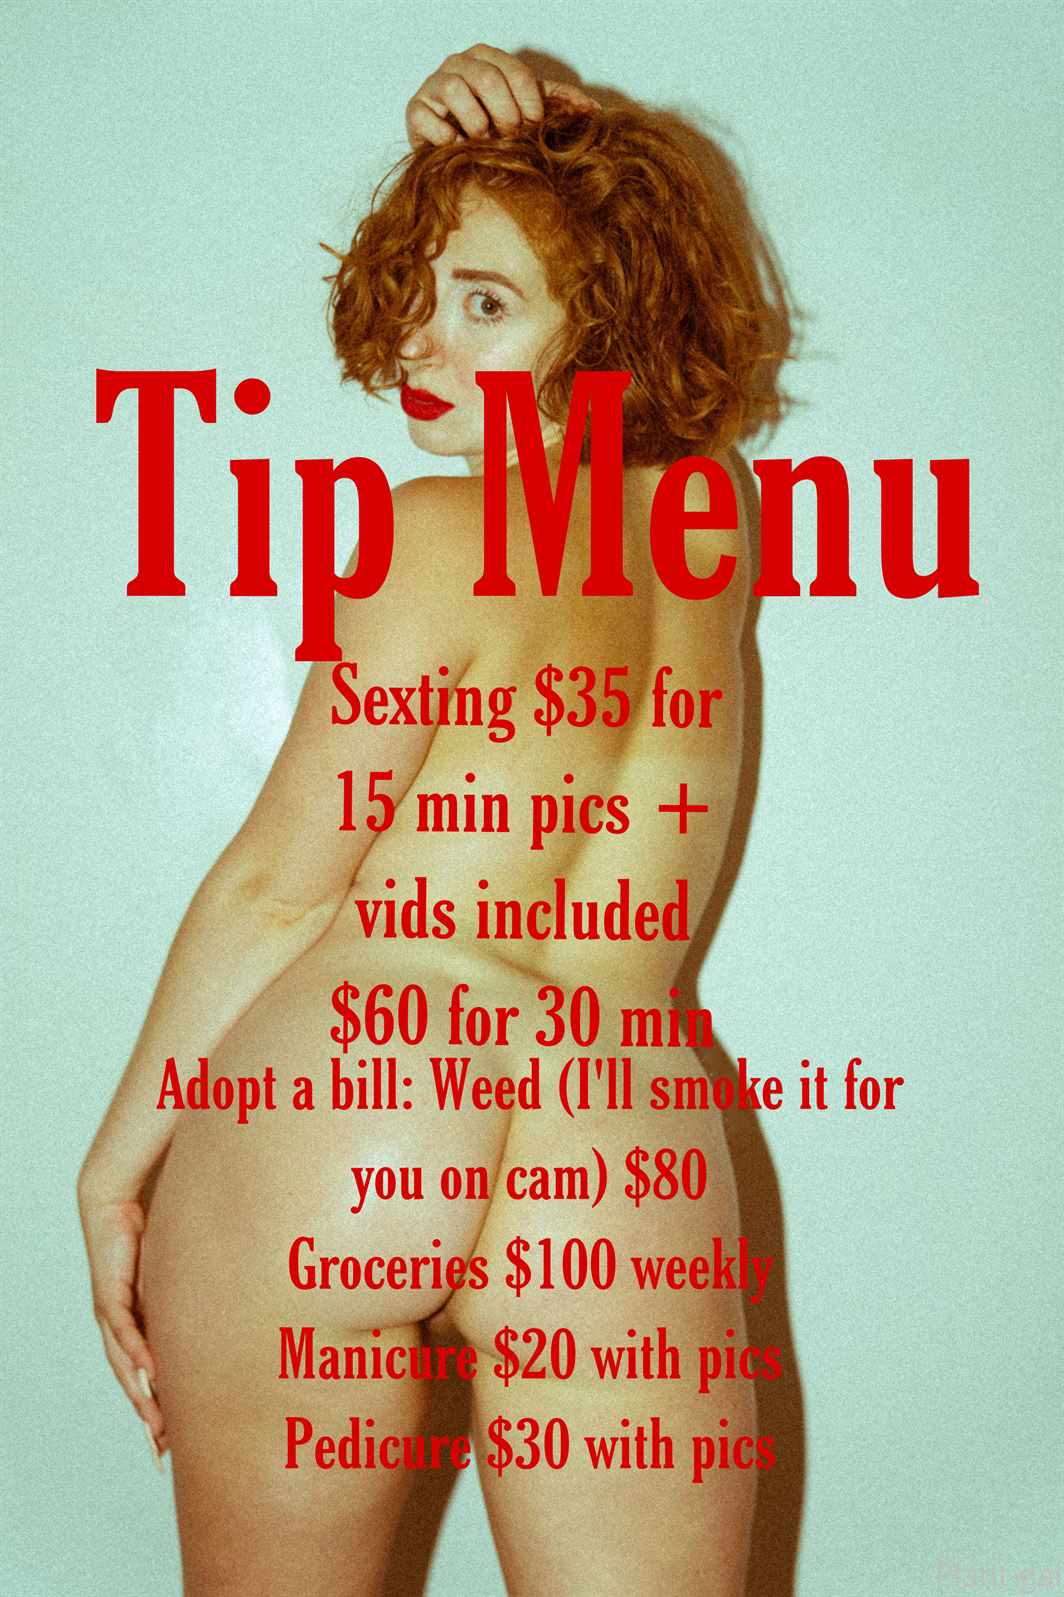 Tip Menu
Sexting $35 for
15 min pics +
vids included
$60 for 30 min
Adopt a bill: Weed (I'll smoke it for
you on cam) $80
Groceries $100 weekly
Manicure $20 with pics
Pedicure $30 with pics